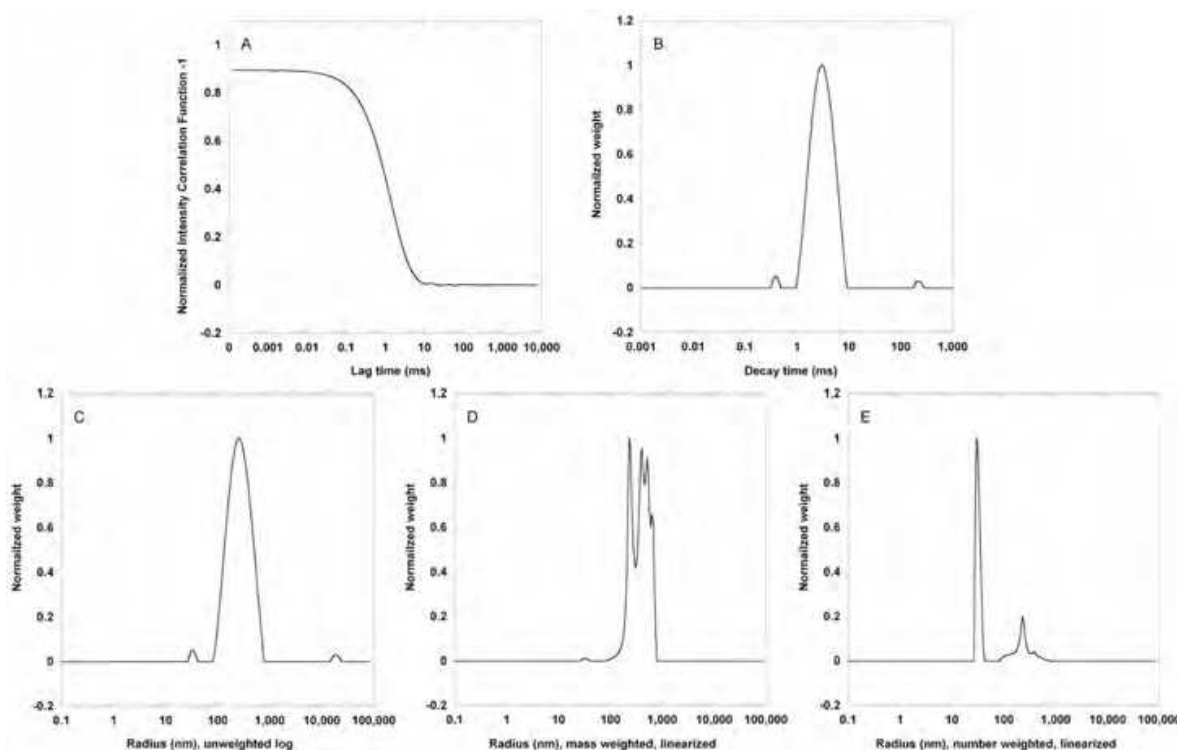 A
Normalized Intensity Correlation Function -1
1
0.8
0.6
0.4
0.2
0
-0.2
0 0.001 0.01 0.1 1 10 100 1,000 10,000
Lag time (ms)
B
Normailzed weight
1.2
1
0.8
0.6
0.4
0.2
0
-0.2
0.001 0.1 1 10 1,000
Decay time (ms)
C
Normailzed weight
1.2
1
0.8
0.6
0.4
0.2
0
-0.2
0.1 1 10 100 1,000 10,000 100,000
Radius (nm), unweighted log
D
Normailzed weight
1.2
1
0.8
0.6
0.4
0.2
0
-0.2
0.1 1 10 100 1,000 10,000 100,000
Radius (nm), mass weighted, linearized
E
Normailzed weight
1.2
1
0.8
0.6
0.4
0.2
0
-0.2
0.1 1 10 100 1,000 10,000 100,000
Radius (nm), number weighted, linearized